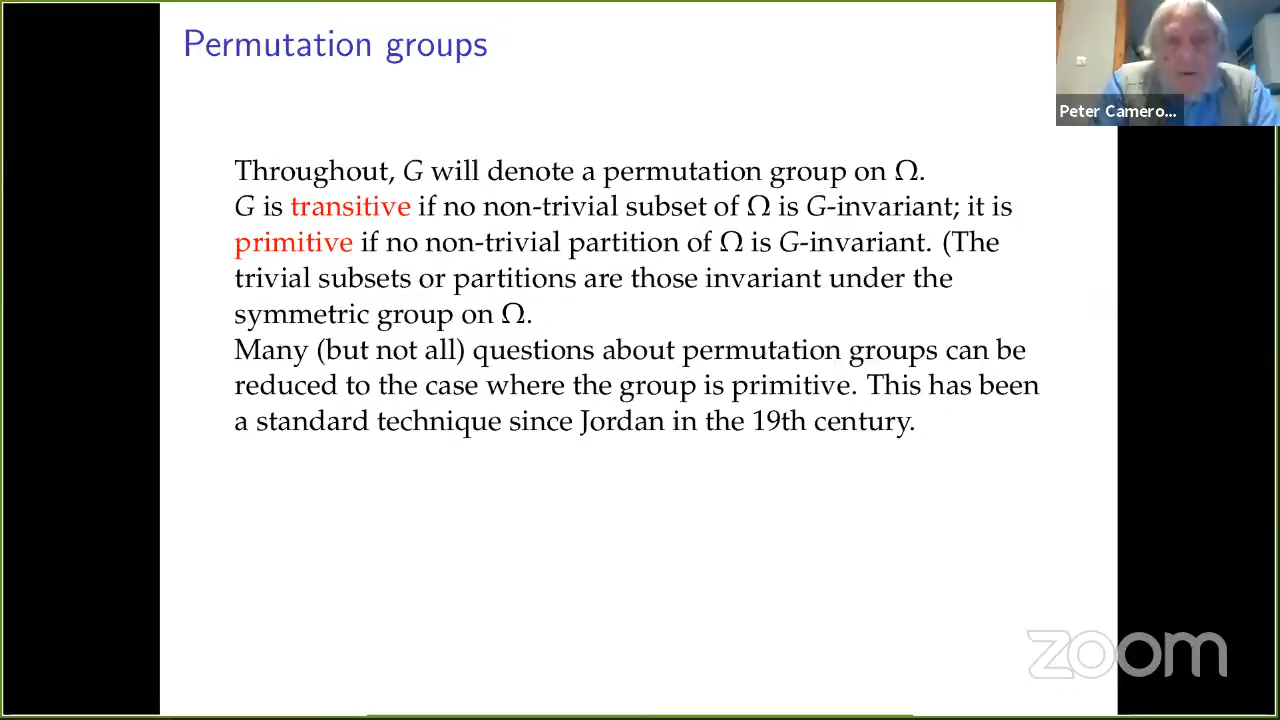 Permutation groups
Peter Camero...
Throughout, G will denote a permutation group on Ω.
G is transitive if no non-trivial subset of Ω is G-invariant; it is
primitive if no non-trivial partition of Ω is G-invariant. (The
trivial subsets or partitions are those invariant under the
symmetric group on Ω.
Many (but not all) questions about permutation groups can be
reduced to the case where the group is primitive. This has been
a standard technique since Jordan in the 19th century.
zoom